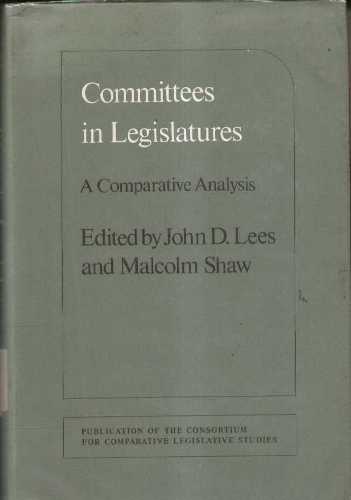 Committees
in Legislatures
A Comparative Analysis
Edited by John D. Lees
and Malcolm Shaw
PUBLICATION OF THE CONSORTIUM
FOR COMPARATIVE LEGISLATIVE STUDIES